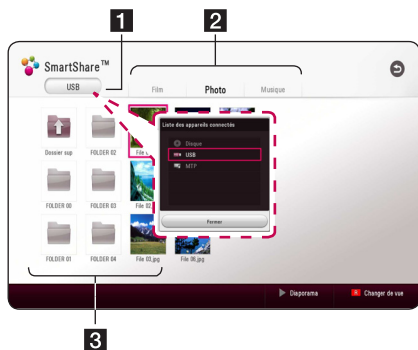 1
2
SmartShare™
USB
Film
Photo
Musique
Liste des appareils connectés
Disque
USB
MTP
Fermer
Dossier sup
FOLDER 02
FOLDER 00
FOLDER 03
File 02
FOLDER 01
FOLDER 04
File 03.jpg
File 36.jpg
Diaporama
Changer de vue
3